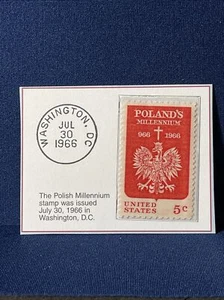 WASHINGTON, DC
JUL
30
1966
POLAND'S
MILLENNIUM
966 1966
UNITED
STATES 5c
The Polish Millennium
stamp was issued
July 30, 1966 in
Washington, D.C.